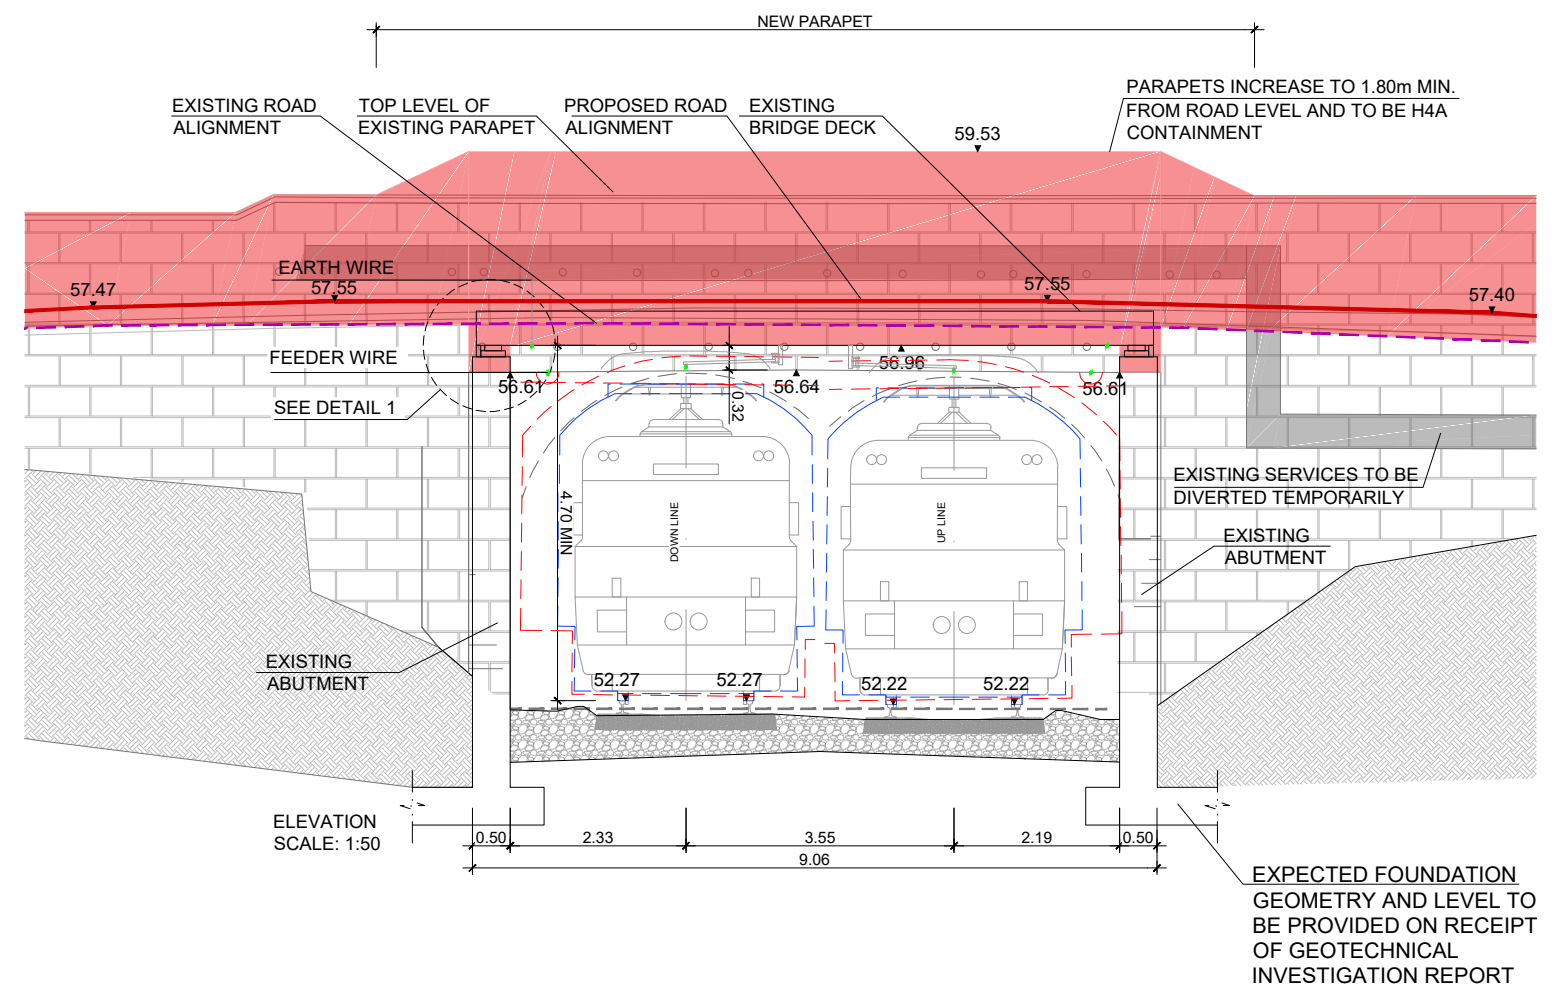 NEW PARAPET
EXISTING ROAD
ALIGNMENT
TOP LEVEL OF
EXISTING PARAPET
PROPOSED ROAD
ALIGNMENT
EXISTING
BRIDGE DECK
PARAPETS INCREASE TO 1.80m MIN.
FROM ROAD LEVEL AND TO BE H4A
CONTAINMENT
59.53
EARTH WIRE
57.47
57.55
57.55
57.40
FEEDER WIRE
56.61
56.64
56.96
56.61
0.32
SEE DETAIL 1
4.70 MIN
DOWN LINE
UP LINE
EXISTING SERVICES TO BE
DIVERTED TEMPORARILY
EXISTING
ABUTMENT
EXISTING
ABUTMENT
52.27
52.27
52.22
52.22
ELEVATION
SCALE: 1:50
0.50
2.33
3.55
2.19
0.50
9.06
EXPECTED FOUNDATION
GEOMETRY AND LEVEL TO
BE PROVIDED ON RECEIPT
OF GEOTECHNICAL
INVESTIGATION REPORT